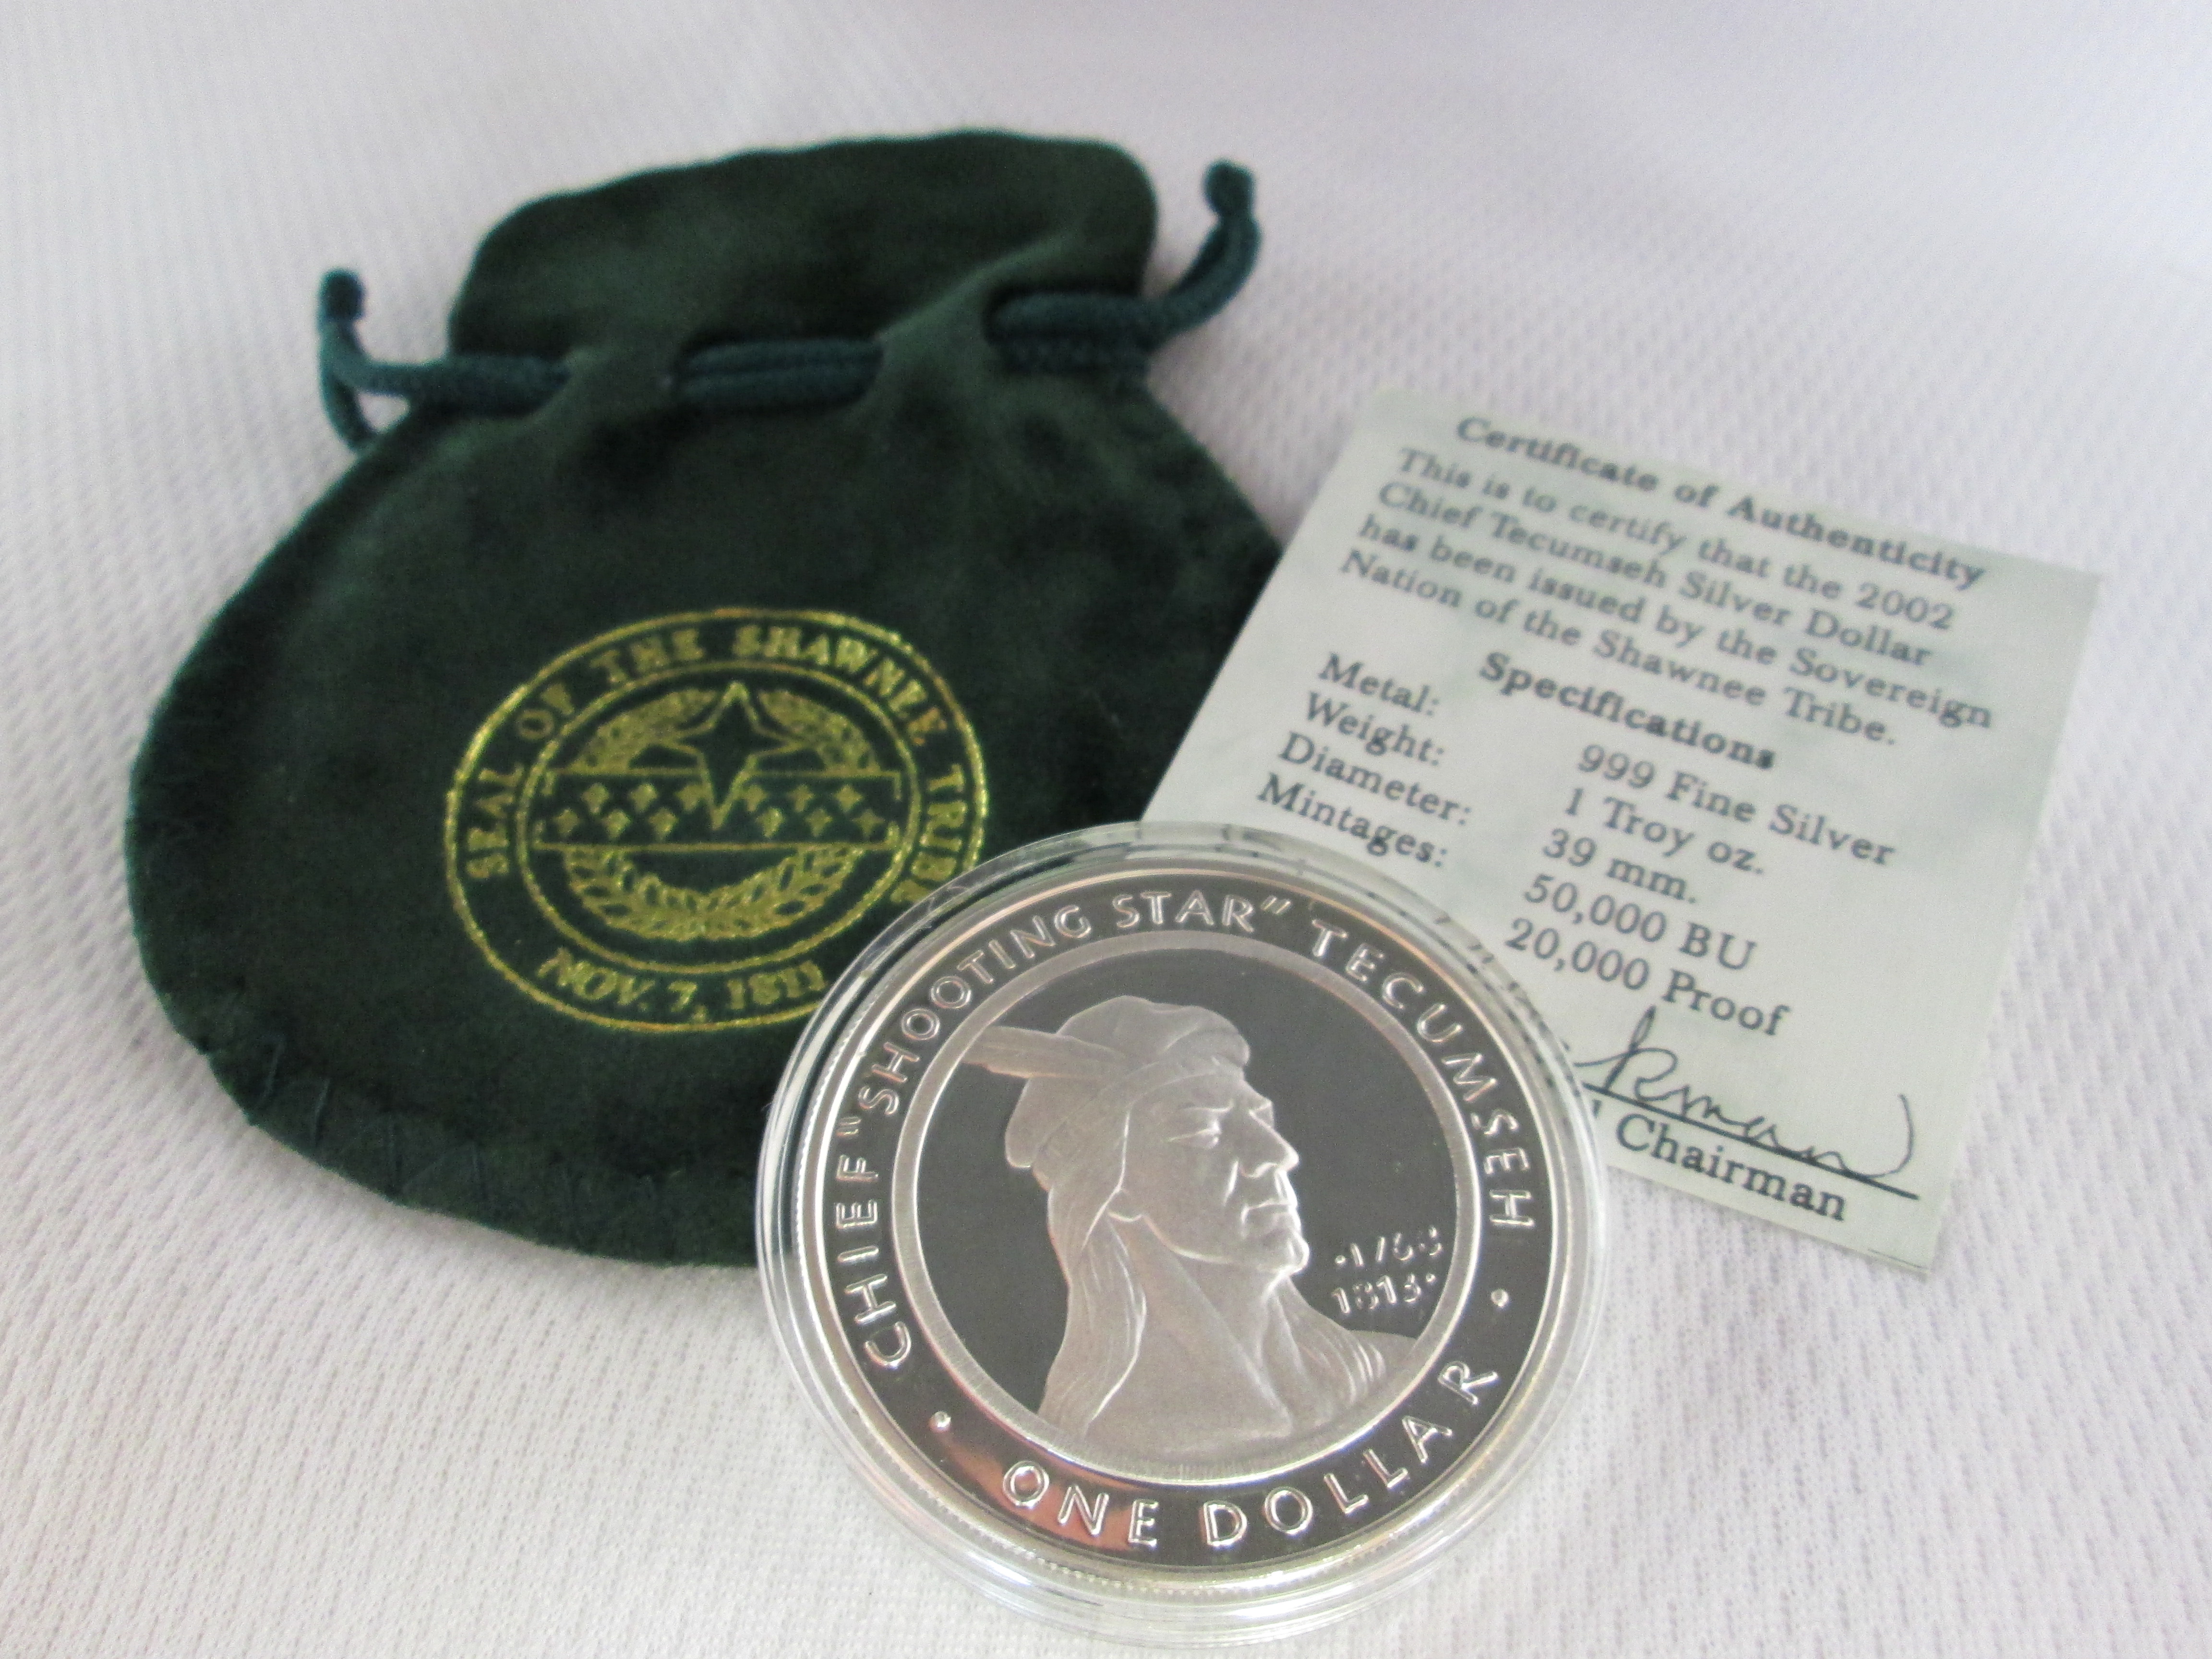 SEAL OF THE SHAWNEE TRIBE
NOV. 7, 1811
Certificate of Authenticity
This is to certify that the 2002
Chief Tecumseh Silver Dollar
has been issued by the Sovereign
Nation of the Shawnee Tribe.
Specifications
Metal: 999 Fine Silver
Weight: 1 Troy oz.
Diameter: 39 mm.
Mintages: 50,000 BU
20,000 Proof
Chairman
CHIEF "SHOOTING STAR" TECUMSEH
·1768
1813·
· ONE DOLLAR ·